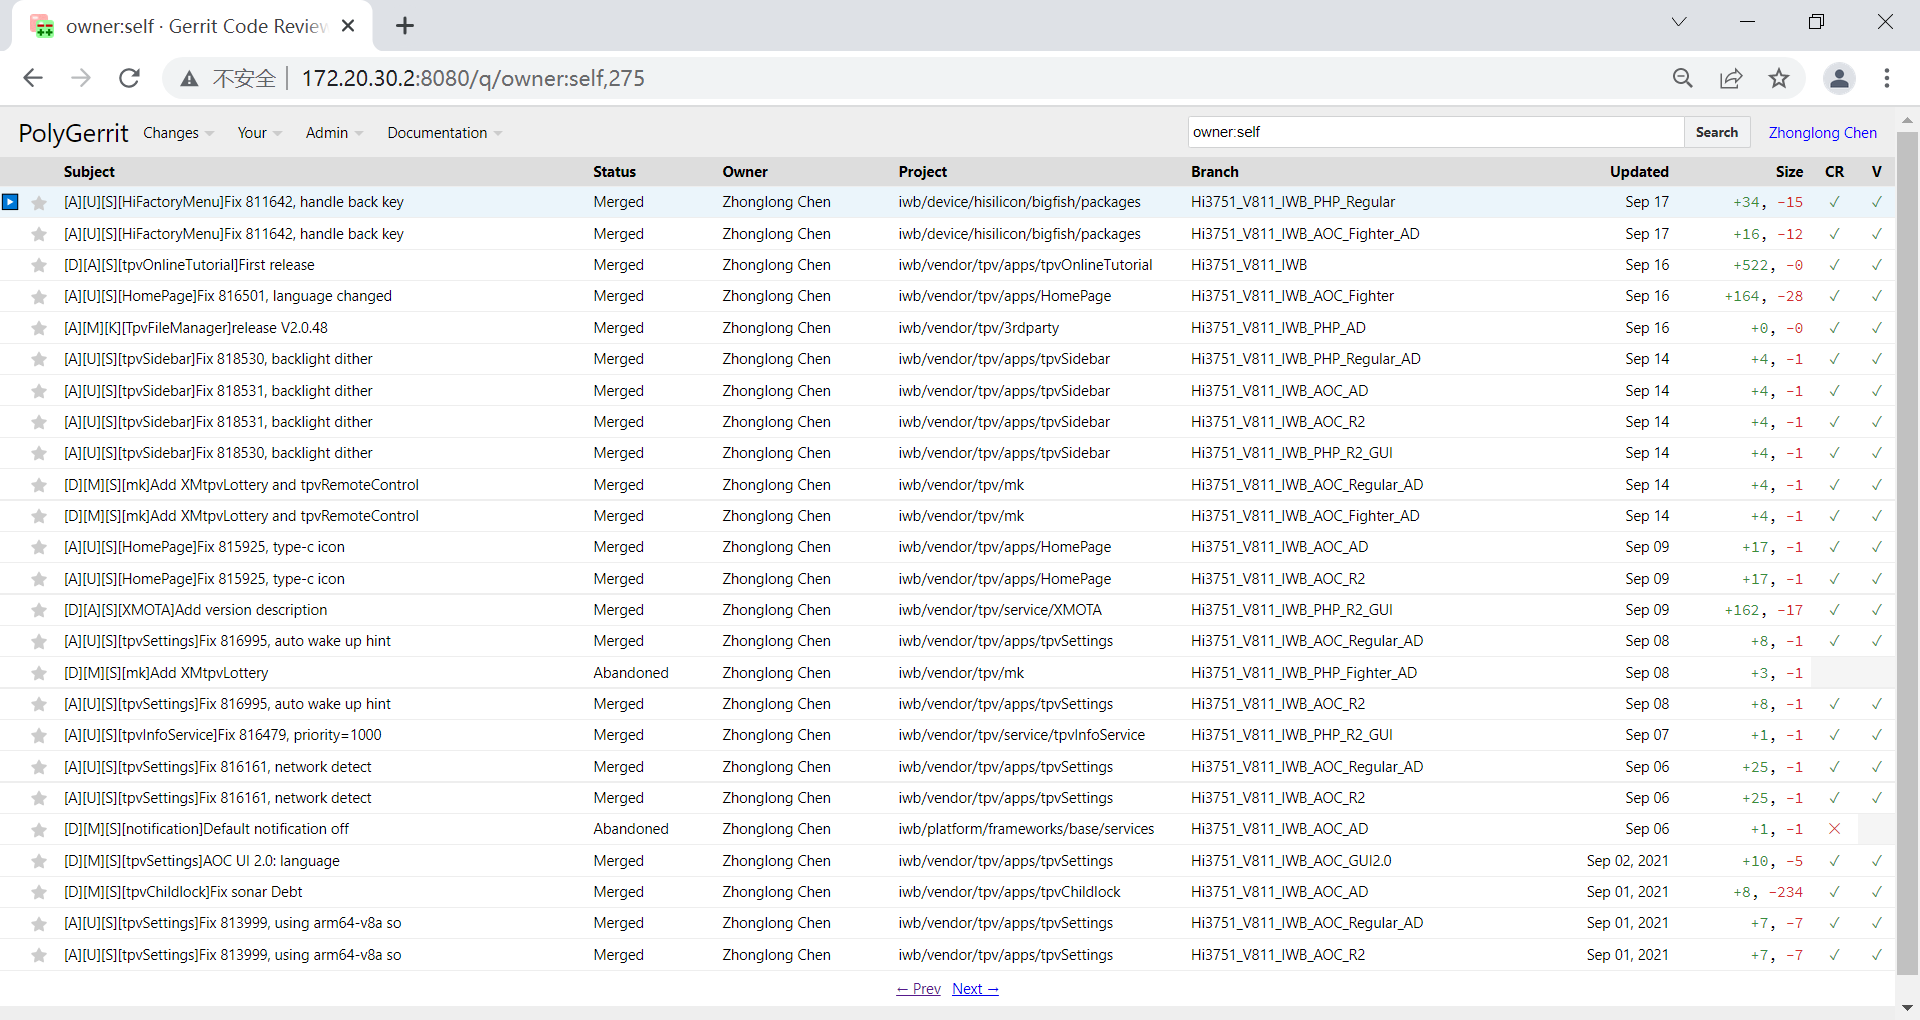 owner:self · Gerrit Code Review
不安全 172.20.30.2:8080/q/owner:self,275
PolyGerrit Changes Your Admin Documentation owner:self Search Zhonglong Chen
Subject Status Owner Project Branch Updated Size CR V
[A][U][S][HiFactoryMenu]Fix 811642, handle back key Merged Zhonglong Chen iwb/device/hisilicon/bigfish/packages Hi3751_V811_IWB_PHP_Regular Sep 17 +34, -15 ✓ ✓
[A][U][S][HiFactoryMenu]Fix 811642, handle back key Merged Zhonglong Chen iwb/device/hisilicon/bigfish/packages Hi3751_V811_IWB_AOC_Fighter_AD Sep 17 +16, -12 ✓ ✓
[D][A][S][tpvOnlineTutorial]First release Merged Zhonglong Chen iwb/vendor/tpv/apps/tpvOnlineTutorial Hi3751_V811_IWB Sep 16 +522, -0 ✓ ✓
[A][U][S][HomePage]Fix 816501, language changed Merged Zhonglong Chen iwb/vendor/tpv/apps/HomePage Hi3751_V811_IWB_AOC_Fighter Sep 16 +164, -28 ✓ ✓
[A][M][K][TpvFileManager]release V2.0.48 Merged Zhonglong Chen iwb/vendor/tpv/3rdparty Hi3751_V811_IWB_PHP_AD Sep 16 +0, -0 ✓ ✓
[A][U][S][tpvSidebar]Fix 818530, backlight dither Merged Zhonglong Chen iwb/vendor/tpv/apps/tpvSidebar Hi3751_V811_IWB_PHP_Regular_AD Sep 14 +4, -1 ✓ ✓
[A][U][S][tpvSidebar]Fix 818531, backlight dither Merged Zhonglong Chen iwb/vendor/tpv/apps/tpvSidebar Hi3751_V811_IWB_AOC_AD Sep 14 +4, -1 ✓ ✓
[A][U][S][tpvSidebar]Fix 818531, backlight dither Merged Zhonglong Chen iwb/vendor/tpv/apps/tpvSidebar Hi3751_V811_IWB_AOC_R2 Sep 14 +4, -1 ✓ ✓
[A][U][S][tpvSidebar]Fix 818530, backlight dither Merged Zhonglong Chen iwb/vendor/tpv/apps/tpvSidebar Hi3751_V811_IWB_PHP_R2_GUI Sep 14 +4, -1 ✓ ✓
[D][M][S][mk]Add XMtpvLottery and tpvRemoteControl Merged Zhonglong Chen iwb/vendor/tpv/mk Hi3751_V811_IWB_AOC_Regular_AD Sep 14 +4, -1 ✓ ✓
[D][M][S][mk]Add XMtpvLottery and tpvRemoteControl Merged Zhonglong Chen iwb/vendor/tpv/mk Hi3751_V811_IWB_AOC_Fighter_AD Sep 14 +4, -1 ✓ ✓
[A][U][S][HomePage]Fix 815925, type-c icon Merged Zhonglong Chen iwb/vendor/tpv/apps/HomePage Hi3751_V811_IWB_AOC_AD Sep 09 +17, -1 ✓ ✓
[A][U][S][HomePage]Fix 815925, type-c icon Merged Zhonglong Chen iwb/vendor/tpv/apps/HomePage Hi3751_V811_IWB_AOC_R2 Sep 09 +17, -1 ✓ ✓
[D][A][S][XMOTA]Add version description Merged Zhonglong Chen iwb/vendor/tpv/service/XMOTA Hi3751_V811_IWB_PHP_R2_GUI Sep 09 +162, -17 ✓ ✓
[A][U][S][tpvSettings]Fix 816995, auto wake up hint Merged Zhonglong Chen iwb/vendor/tpv/apps/tpvSettings Hi3751_V811_IWB_AOC_Regular_AD Sep 08 +8, -1 ✓ ✓
[D][M][S][mk]Add XMtpvLottery Abandoned Zhonglong Chen iwb/vendor/tpv/mk Hi3751_V811_IWB_PHP_Fighter_AD Sep 08 +3, -1
[A][U][S][tpvSettings]Fix 816995, auto wake up hint Merged Zhonglong Chen iwb/vendor/tpv/apps/tpvSettings Hi3751_V811_IWB_AOC_R2 Sep 08 +8, -1 ✓ ✓
[A][U][S][tpvInfoService]Fix 816479, priority=1000 Merged Zhonglong Chen iwb/vendor/tpv/service/tpvInfoService Hi3751_V811_IWB_PHP_R2_GUI Sep 07 +1, -1 ✓ ✓
[A][U][S][tpvSettings]Fix 816161, network detect Merged Zhonglong Chen iwb/vendor/tpv/apps/tpvSettings Hi3751_V811_IWB_AOC_Regular_AD Sep 06 +25, -1 ✓ ✓
[A][U][S][tpvSettings]Fix 816161, network detect Merged Zhonglong Chen iwb/vendor/tpv/apps/tpvSettings Hi3751_V811_IWB_AOC_R2 Sep 06 +25, -1 ✓ ✓
[D][M][S][notification]Default notification off Abandoned Zhonglong Chen iwb/platform/frameworks/base/services Hi3751_V811_IWB_AOC_AD Sep 06 +1, -1 ✕
[D][M][S][tpvSettings]AOC UI 2.0: language Merged Zhonglong Chen iwb/vendor/tpv/apps/tpvSettings Hi3751_V811_IWB_AOC_GUI2.0 Sep 02, 2021 +10, -5 ✓ ✓
[D][M][S][tpvChildlock]Fix sonar Debt Merged Zhonglong Chen iwb/vendor/tpv/apps/tpvChildlock Hi3751_V811_IWB_AOC_AD Sep 01, 2021 +8, -234 ✓ ✓
[A][U][S][tpvSettings]Fix 813999, using arm64-v8a so Merged Zhonglong Chen iwb/vendor/tpv/apps/tpvSettings Hi3751_V811_IWB_AOC_Regular_AD Sep 01, 2021 +7, -7 ✓ ✓
[A][U][S][tpvSettings]Fix 813999, using arm64-v8a so Merged Zhonglong Chen iwb/vendor/tpv/apps/tpvSettings Hi3751_V811_IWB_AOC_R2 Sep 01, 2021 +7, -7 ✓ ✓
← Prev Next →